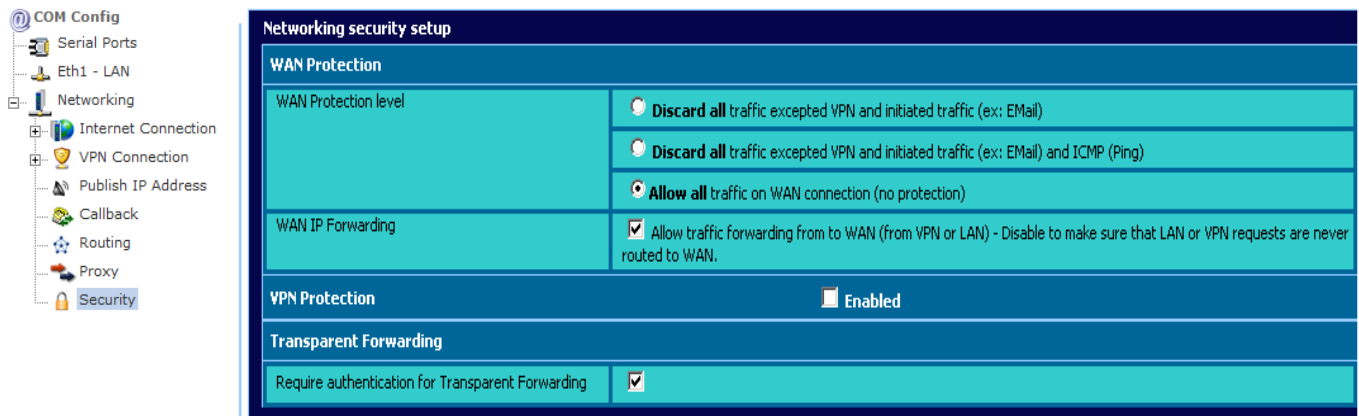 COM Config
Serial Ports
Eth1 - LAN
Networking
Internet Connection
VPN Connection
Publish IP Address
Callback
Routing
Proxy
Security
Networking security setup
WAN Protection
WAN Protection level
Discard all traffic excepted VPN and initiated traffic (ex: EMail)
Discard all traffic excepted VPN and initiated traffic (ex: EMail) and ICMP (Ping)
Allow all traffic on WAN connection (no protection)
WAN IP Forwarding
Allow traffic forwarding from to WAN (from VPN or LAN) - Disable to make sure that LAN or VPN requests are never
routed to WAN.
VPN Protection
Enabled
Transparent Forwarding
Require authentication for Transparent Forwarding